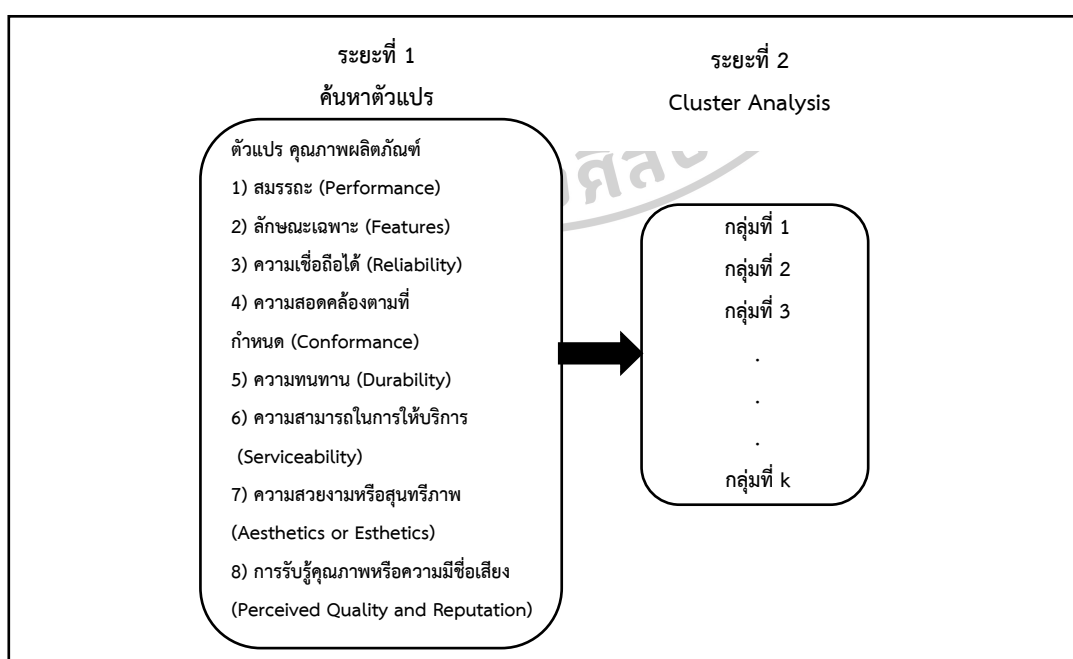 ระยะที่ 1
ค้นหาตัวแปร
ตัวแปร คุณภาพผลิตภัณฑ์
1) สมรรถะ (Performance)
2) ลักษณะเฉพาะ (Features)
3) ความเชื่อถือได้ (Reliability)
4) ความสอดคล้องตามที่
กำหนด (Conformance)
5) ความทนทาน (Durability)
6) ความสามารถในการให้บริการ
(Serviceability)
7) ความสวยงามหรือสุนทรีภาพ
(Aesthetics or Esthetics)
8) การรับรู้คุณภาพหรือความมีชื่อเสียง
(Perceived Quality and Reputation)
ระยะที่ 2
Cluster Analysis
กลุ่มที่ 1
กลุ่มที่ 2
กลุ่มที่ 3
.
.
.
กลุ่มที่ k